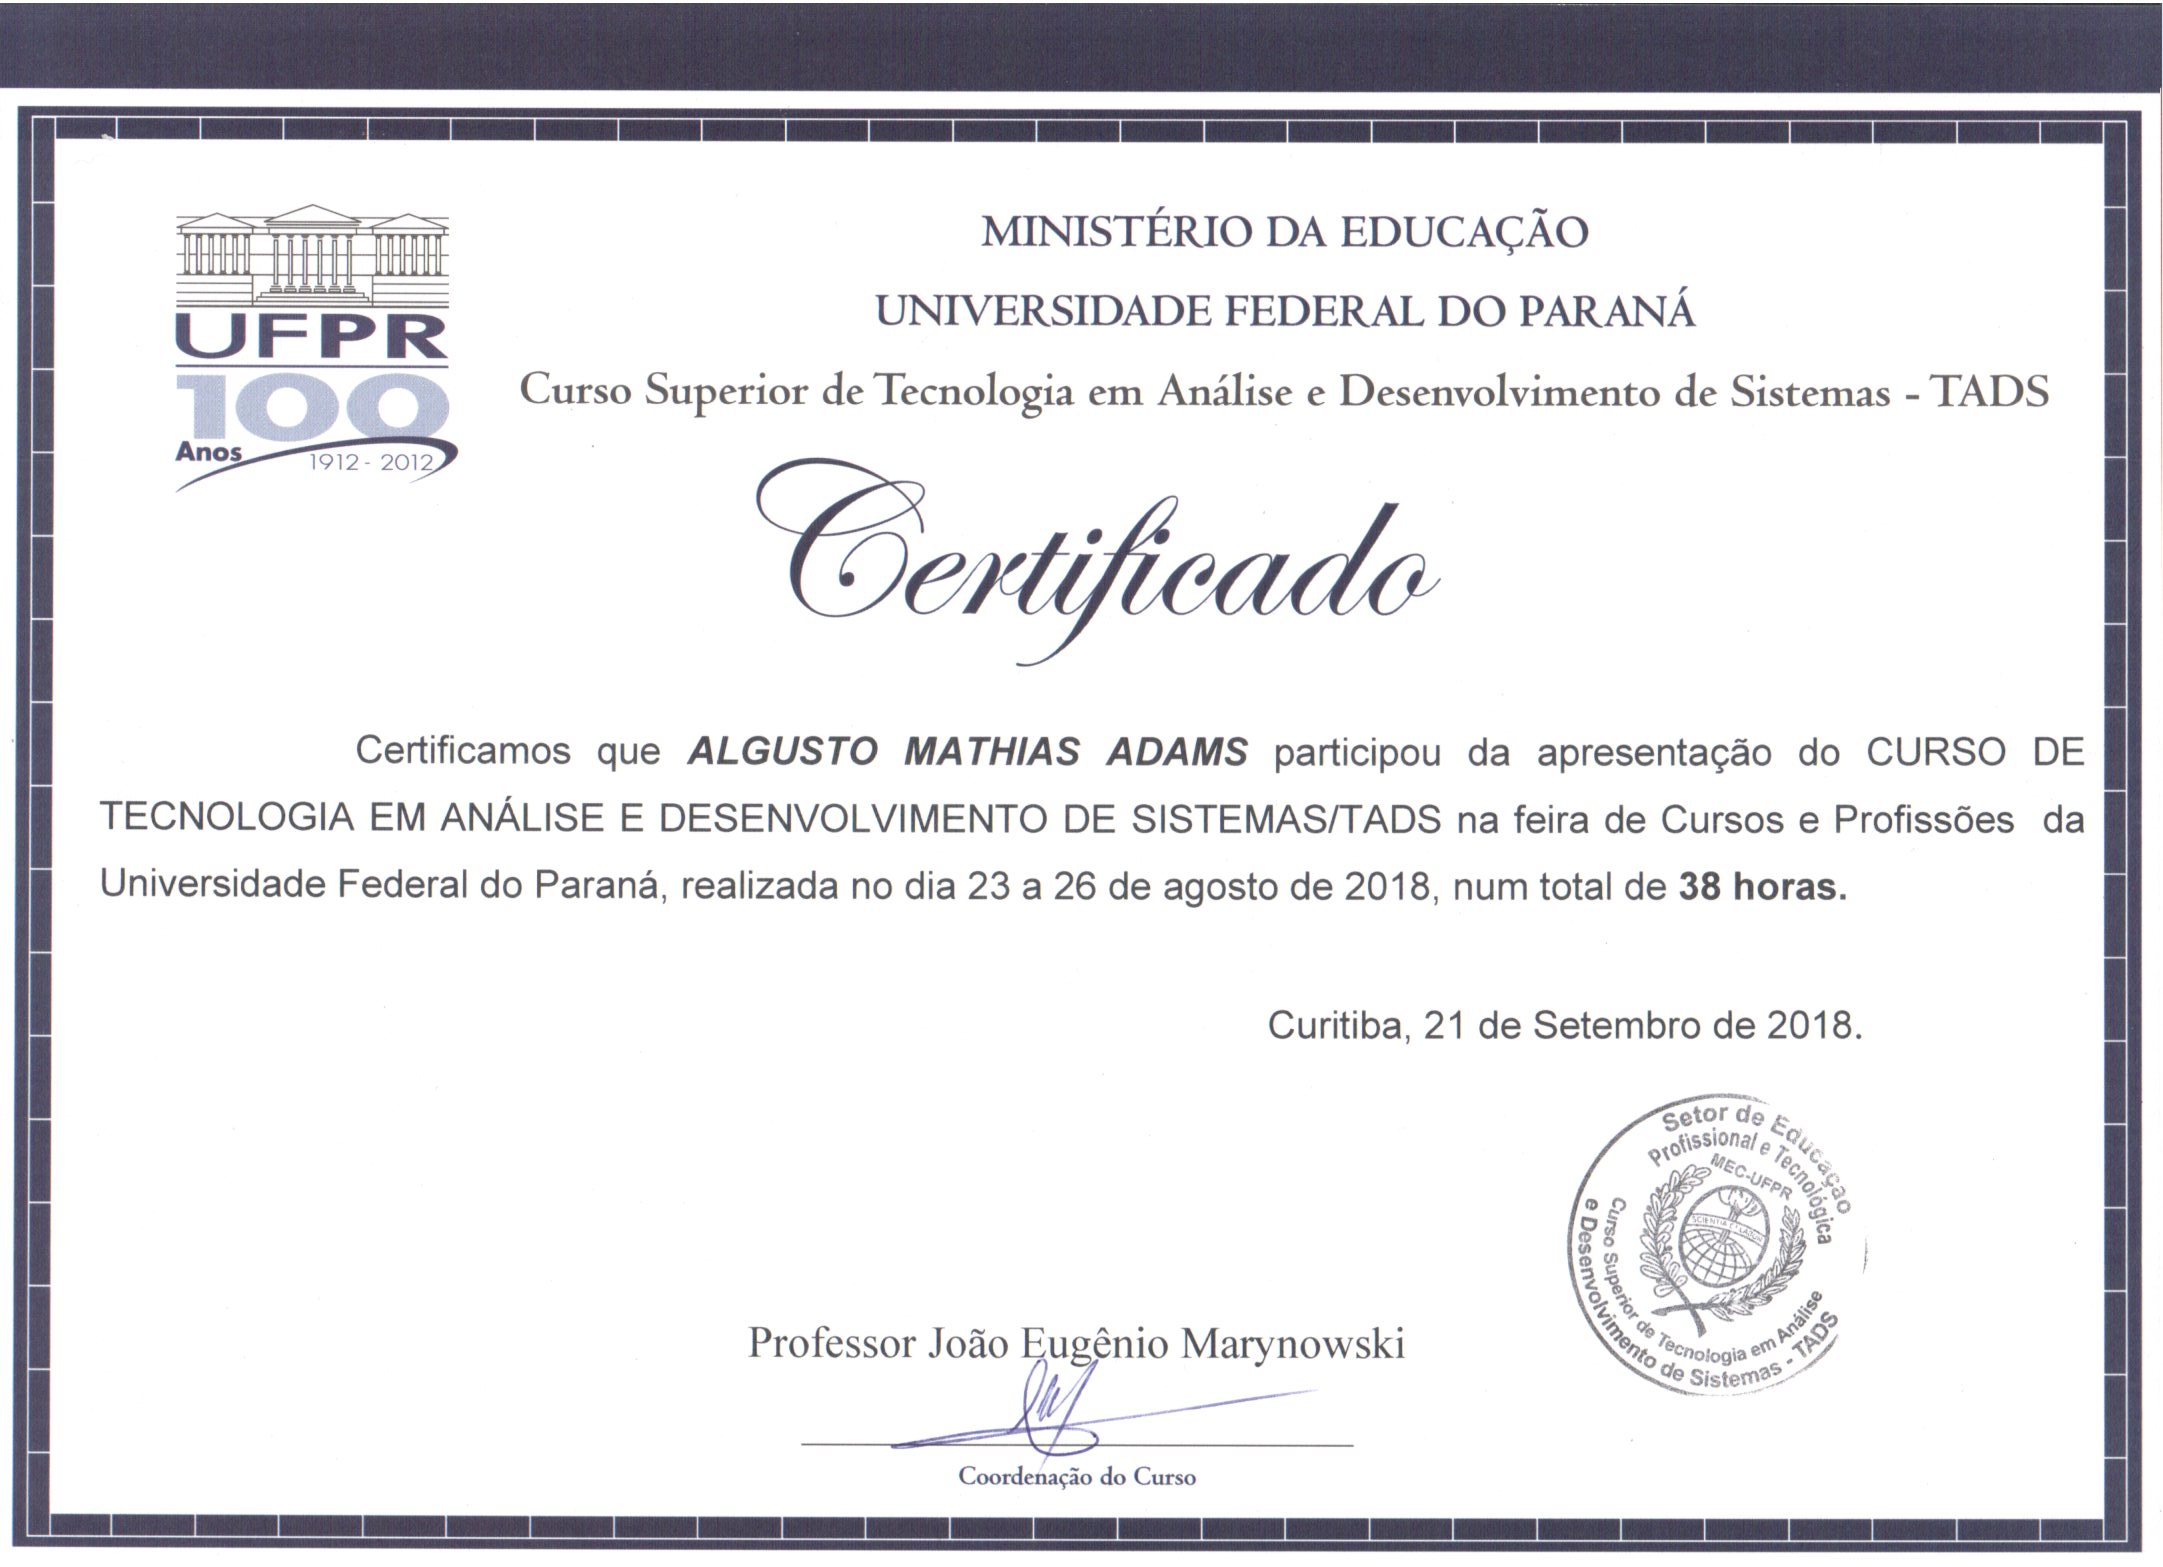 MINISTÉRIO DA EDUCAÇÃO
UNIVERSIDADE FEDERAL DO PARANÁ
Curso Superior de Tecnologia em Análise e Desenvolvimento de Sistemas - TADS
UFPR
100
Anos
1912 - 2012
Certificado
Certificamos que ALGUSTO MATHIAS ADAMS participou da apresentação do CURSO DE
TECNOLOGIA EM ANÁLISE E DESENVOLVIMENTO DE SISTEMAS/TADS na feira de Cursos e Profissões da
Universidade Federal do Paraná, realizada no dia 23 a 26 de agosto de 2018, num total de 38 horas.
Curitiba, 21 de Setembro de 2018.
Setor de Educação
Profissional e Tecnológica
MEC-UFPR
SCIENTIA ET LABOR
Curso Superior de Tecnologia em Análise
e Desenvolvimento de Sistemas - TADS
Professor João Eugênio Marynowski
Coordenação do Curso